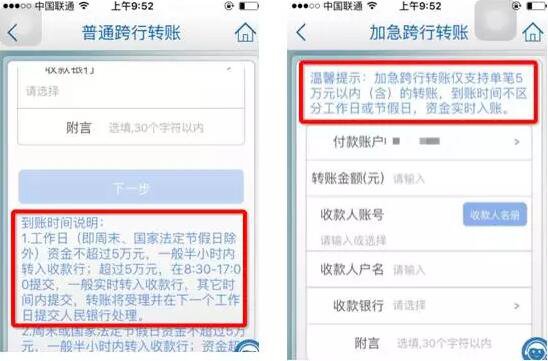 中国联通
上午9:52
普通跨行转账
收款银行
请选择
附言
选填,30个字符以内
下一步
到账时间说明:
1.工作日（即周末、国家法定节假日除
外）资金不超过5万元，一般半小时内
转入收款行；超过5万元，在8:30-17:0
0提交，一般实时转入收款行，其它时
间内提交，转账将受理并在下一个工作
日提交人民银行处理。
2.周末或国家法定节假日资金不超过5万
元，一般半小时内转入收款行；资金超
中国联通
上午9:52
加急跨行转账
温馨提示：加急跨行转账仅支持单笔5
万元以内（含）的转账，到账时间不区
分工作日或节假日，资金实时入账。
付款账户
转账金额(元)
请输入
收款人账号
收款人名册
请输入或选择
收款人户名
请输入
收款银行
请选择
附言
选填,30个字符以内